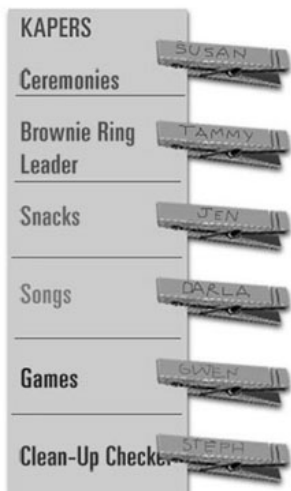 KAPERS
SUSAN
Ceremonies
Brownie Ring
Leader
TAMMY
Snacks
JEN
Songs
DARLA
Games
GWEN
Clean-Up Checker
STEPH